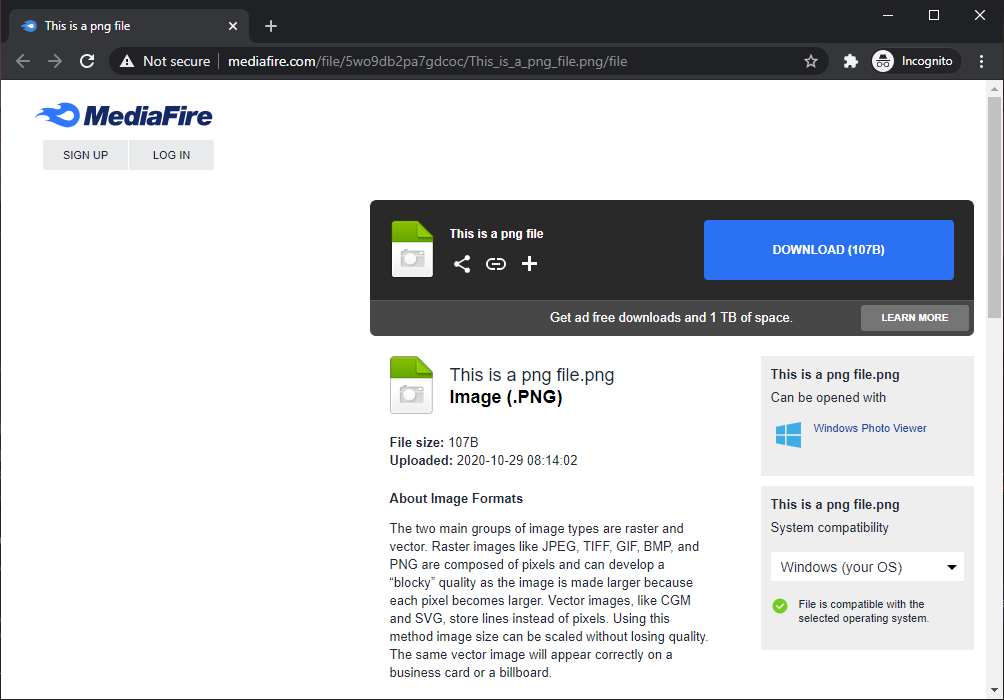 This is a png file
Not secure
mediafire.com/file/5wo9db2pa7gdcoc/This_is_a_png_file.png/file
Incognito
MediaFire
SIGN UP
LOG IN
This is a png file
DOWNLOAD (107B)
Get ad free downloads and 1 TB of space.
LEARN MORE
This is a png file.png
Image (.PNG)
File size: 107B
Uploaded: 2020-10-29 08:14:02
About Image Formats
The two main groups of image types are raster and
vector. Raster images like JPEG, TIFF, GIF, BMP, and
PNG are composed of pixels and can develop a
“blocky” quality as the image is made larger because
each pixel becomes larger. Vector images, like CGM
and SVG, store lines instead of pixels. Using this
method image size can be scaled without losing quality.
The same vector image will appear correctly on a
business card or a billboard.
This is a png file.png
Can be opened with
Windows Photo Viewer
This is a png file.png
System compatibility
Windows (your OS)
File is compatible with the
selected operating system.